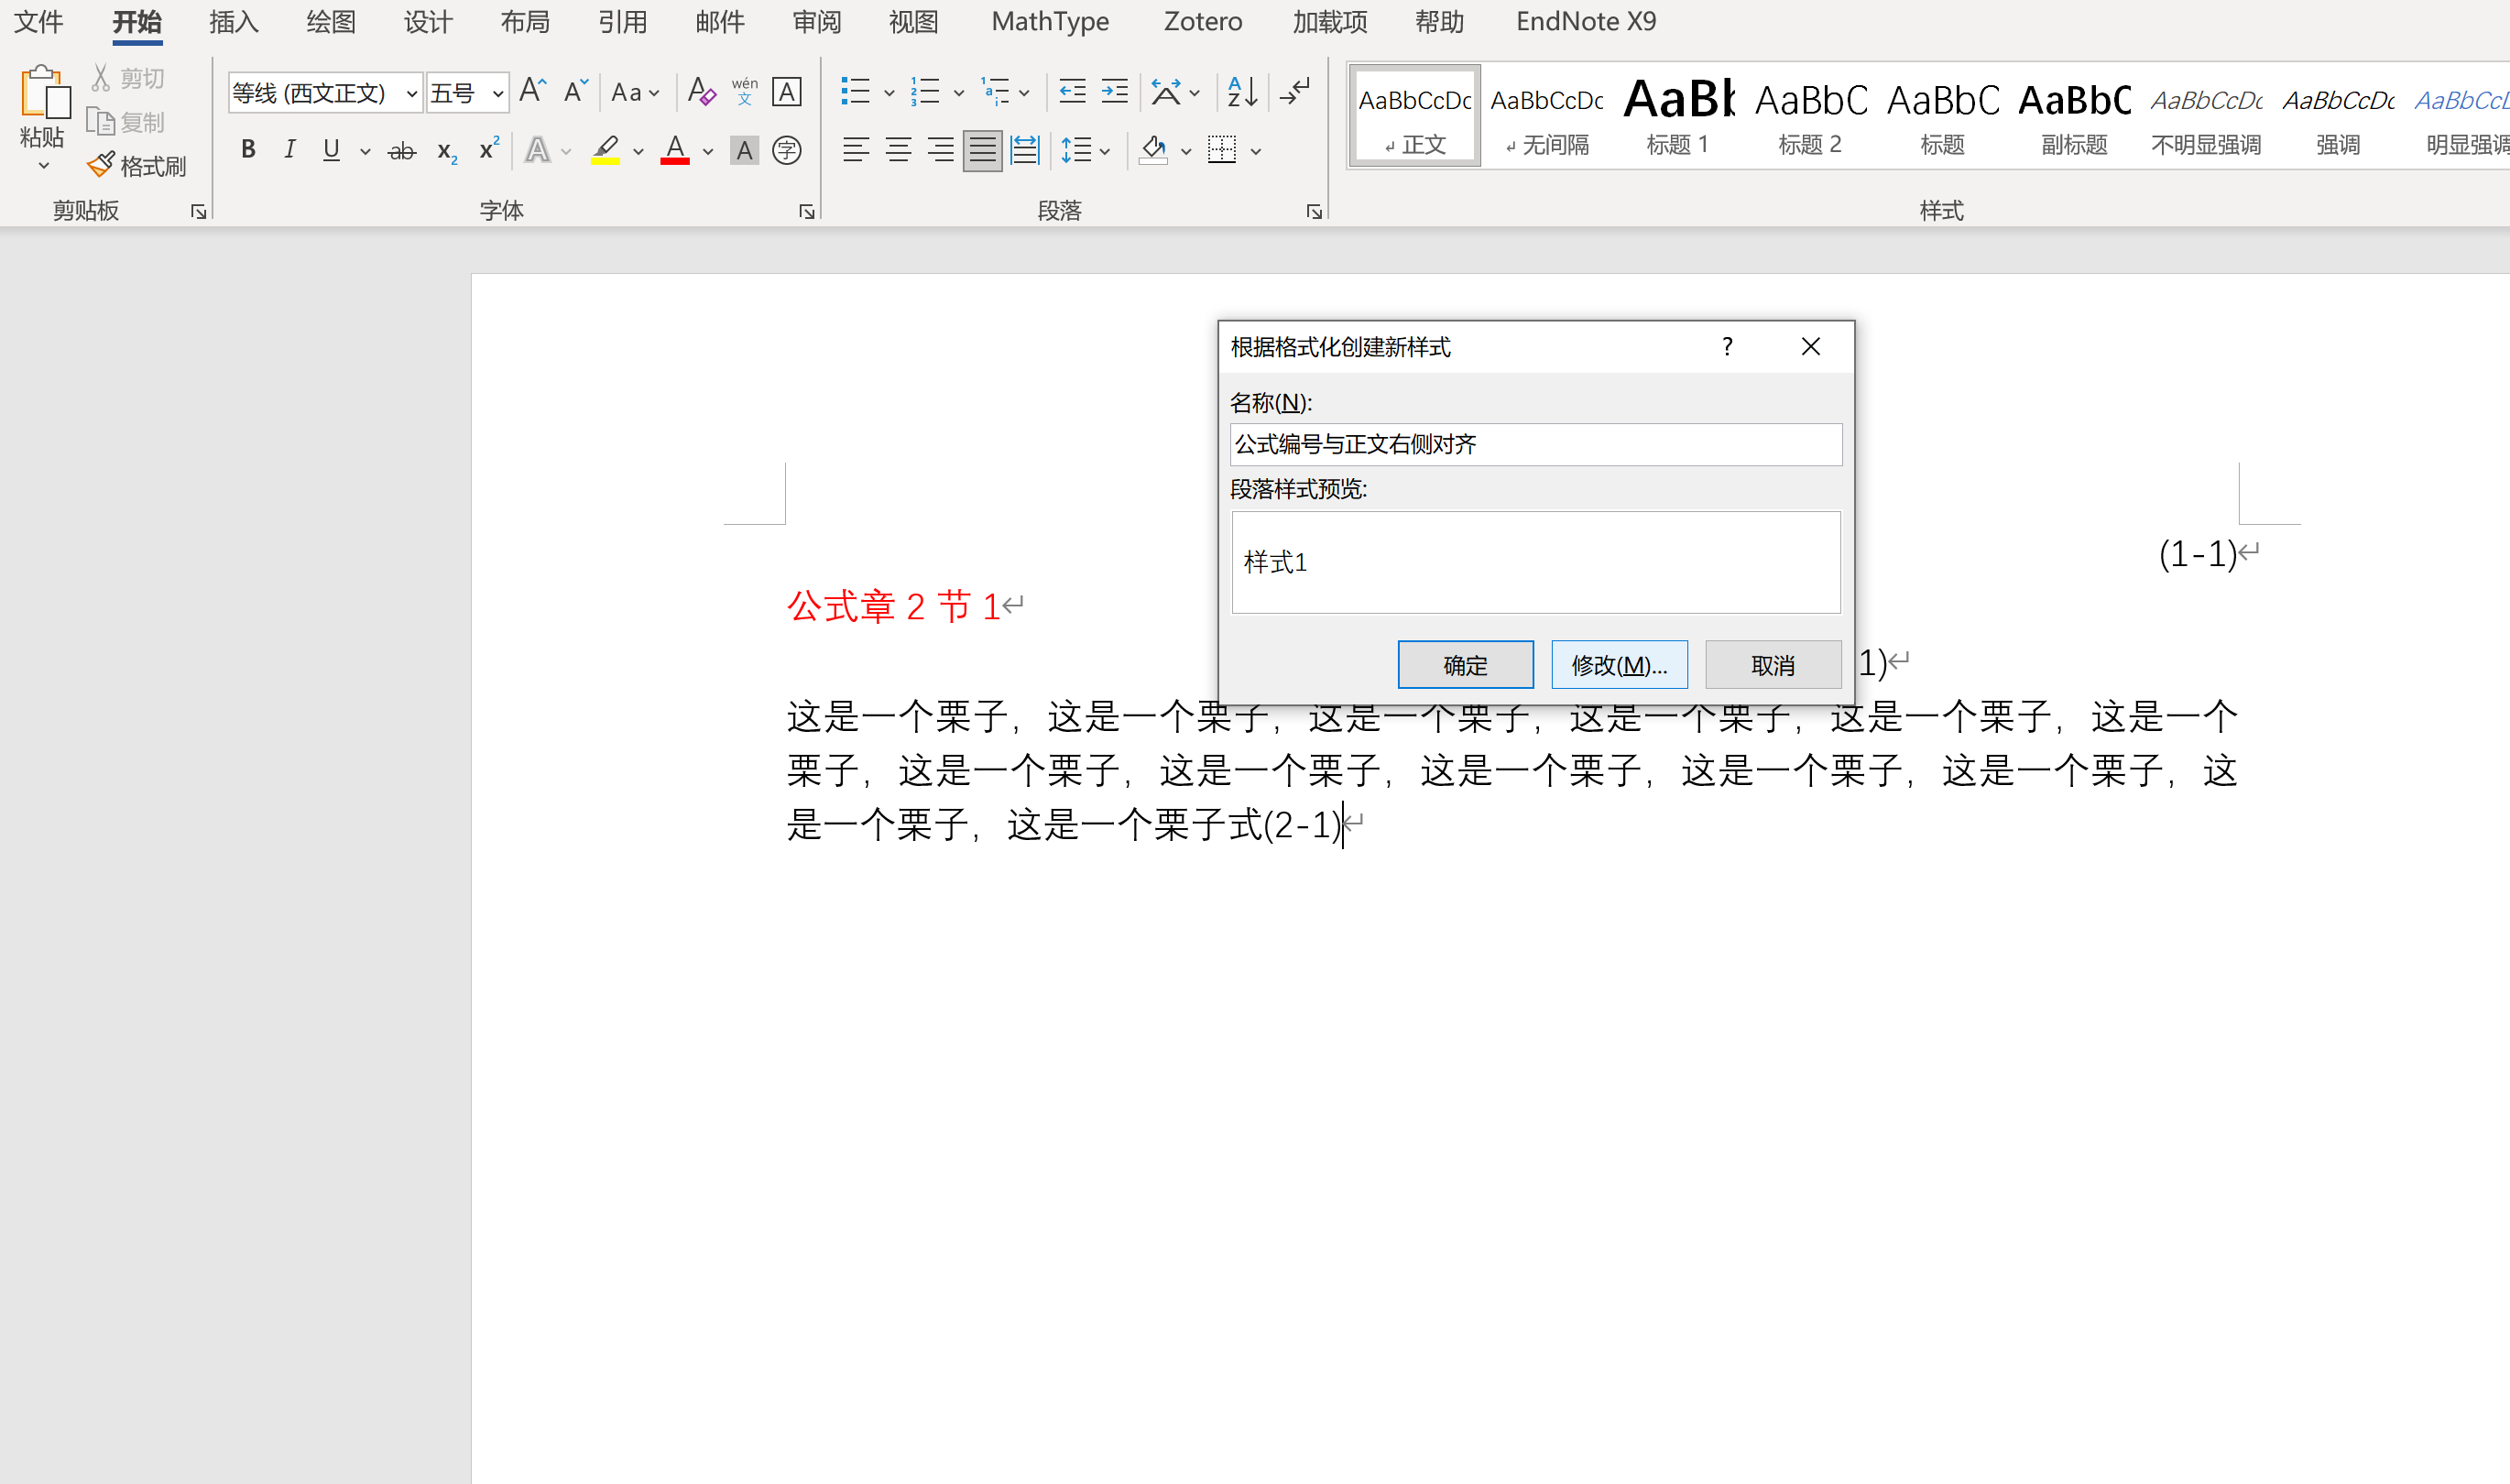 文件 开始 插入 绘图 设计 布局 引用 邮件 审阅 视图 MathType Zotero 加载项 帮助 EndNote X9
粘贴
剪切
复制
格式刷
剪贴板
等线 (西文正文) 五号 Aa wén 文 A
B I U ab x₂ x² A A A 字
字体
段落
AaBbCcDc AaBbCcDc AaBb AaBbC AaBbC AaBbC AaBbCcDc AaBbCcDc AaBbCcD
正文 无间隔 标题 1 标题 2 标题 副标题 不明显强调 强调 明显强调
样式
根据格式化创建新样式 ?
名称(N):
公式编号与正文右侧对齐
段落样式预览:
样式1
确定 修改(M)... 取消
(1-1)
公式章 2 节 1
1)
这是一个栗子，这是一个栗子，这是一个栗子，这是一个栗子，这是一个栗子，这是一个
栗子，这是一个栗子，这是一个栗子，这是一个栗子，这是一个栗子，这是一个栗子，这
是一个栗子，这是一个栗子式(2-1)